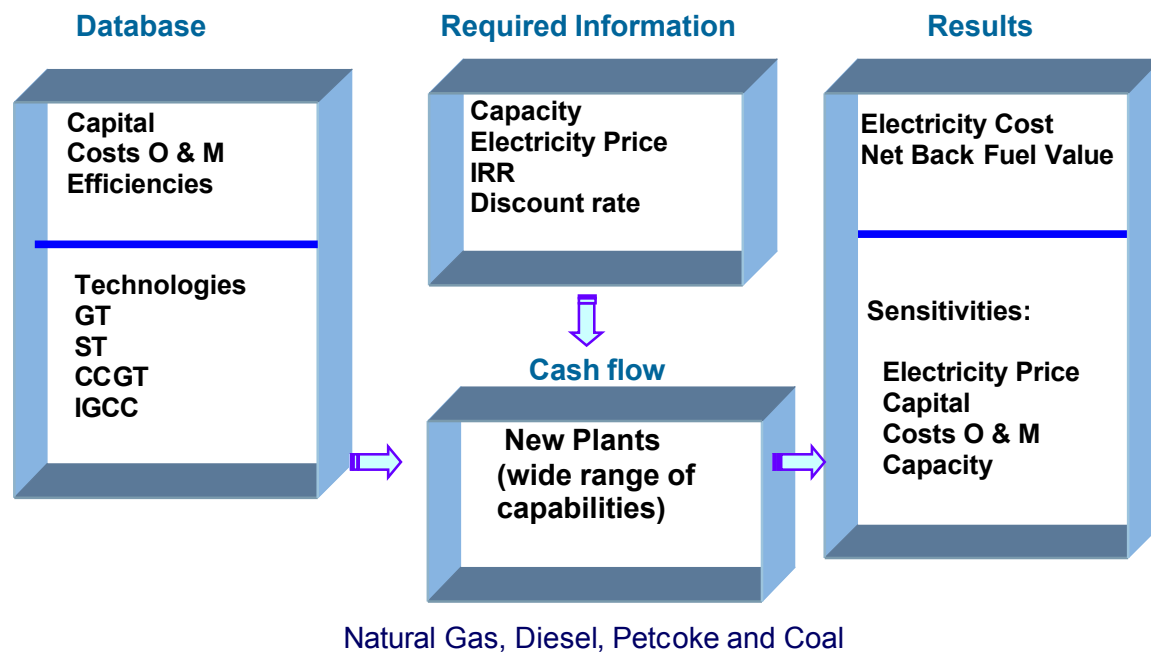 Database
Capital
Costs O & M
Efficiencies
Technologies
GT
ST
CCGT
IGCC
Required Information
Capacity
Electricity Price
IRR
Discount rate
Cash flow
New Plants
(wide range of
capabilities)
Results
Electricity Cost
Net Back Fuel Value
Sensitivities:
Electricity Price
Capital
Costs O & M
Capacity
Natural Gas, Diesel, Petcoke and Coal